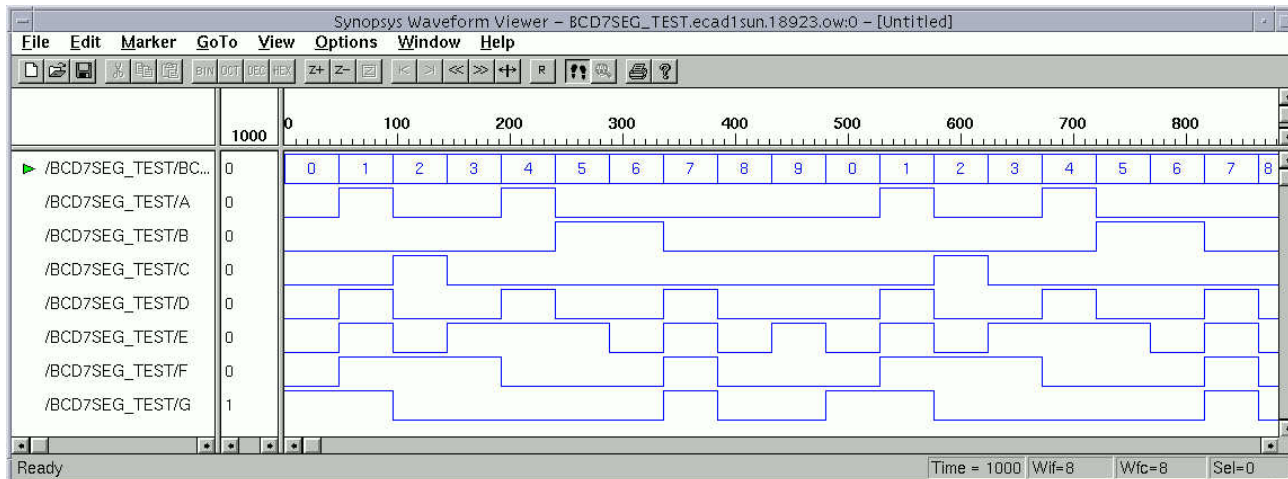 Synopsys Waveform Viewer – BCD7SEG_TEST.ecad1sun.18923.ow:0 – [Untitled]
File Edit Marker GoTo View Options Window Help
BIN OCT DEC HEX Z+ Z- R
1000 0 100 200 300 400 500 600 700 800
/BCD7SEG_TEST/BC... 0 0 1 2 3 4 5 6 7 8 9 0 1 2 3 4 5 6 7 8
/BCD7SEG_TEST/A 0
/BCD7SEG_TEST/B 0
/BCD7SEG_TEST/C 0
/BCD7SEG_TEST/D 0
/BCD7SEG_TEST/E 0
/BCD7SEG_TEST/F 0
/BCD7SEG_TEST/G 1
Ready Time = 1000 Wif=8 Wfc=8 Sel=0